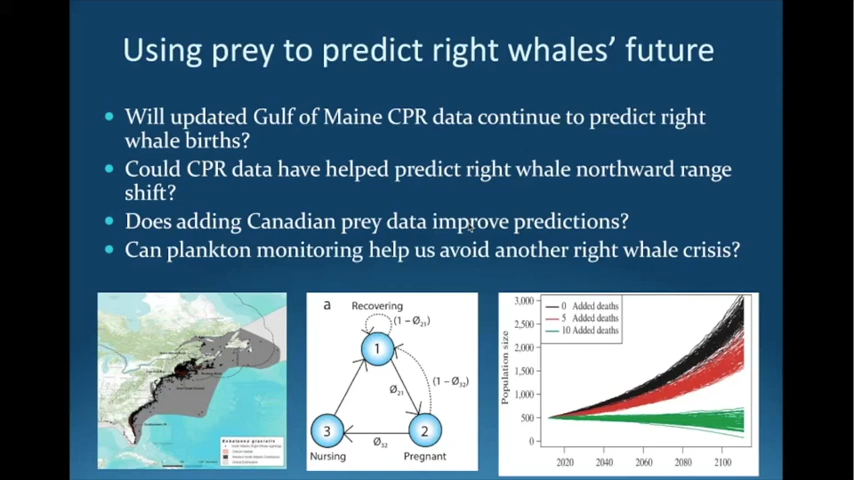 Using prey to predict right whales' future
• Will updated Gulf of Maine CPR data continue to predict right
whale births?
• Could CPR data have helped predict right whale northward range
shift?
• Does adding Canadian prey data improve predictions?
• Can plankton monitoring help us avoid another right whale crisis?
a
Recovering
(1 – Ø21)
1
Ø21
(1 – Ø32)
3
Ø32
2
Nursing
Pregnant
Population size
3,000
2,500
2,000
1,500
1,000
500
0
0 Added deaths
5 Added deaths
10 Added deaths
2020
2040
2060
2080
2100